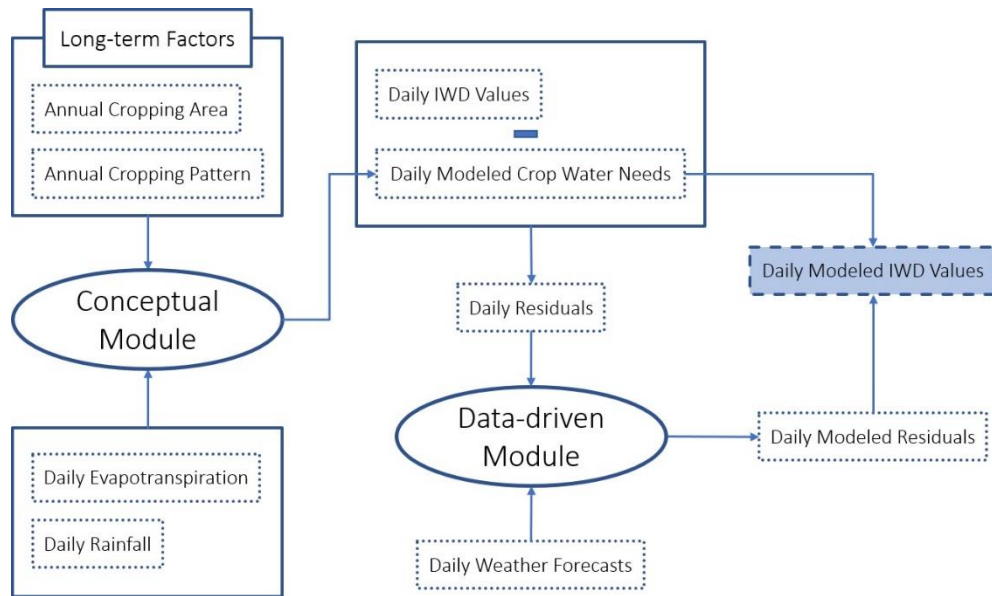 Long-term Factors
Annual Cropping Area
Annual Cropping Pattern
Conceptual
Module
Daily Evapotranspiration
Daily Rainfall
Daily IWD Values
Daily Modeled Crop Water Needs
Daily Residuals
Data-driven
Module
Daily Weather Forecasts
Daily Modeled IWD Values
Daily Modeled Residuals